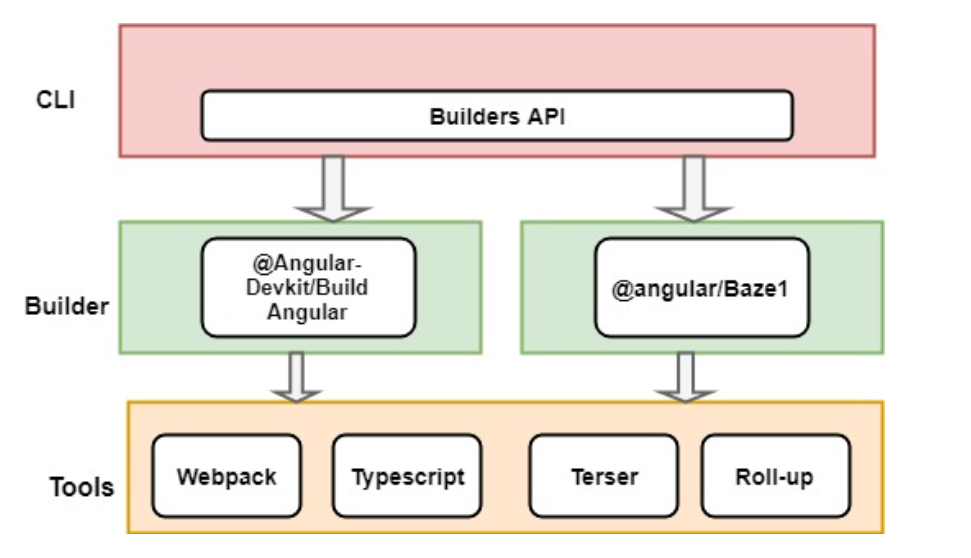 CLI
Builders API
Builder
@Angular-
Devkit/Build
Angular
@angular/Baze1
Tools
Webpack
Typescript
Terser
Roll-up